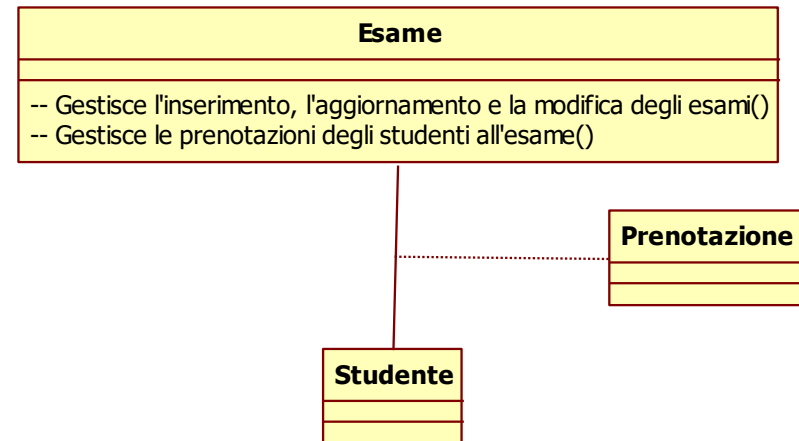 Esame
-- Gestisce l'inserimento, l'aggiornamento e la modifica degli esami()
-- Gestisce le prenotazioni degli studenti all'esame()
Prenotazione
Studente